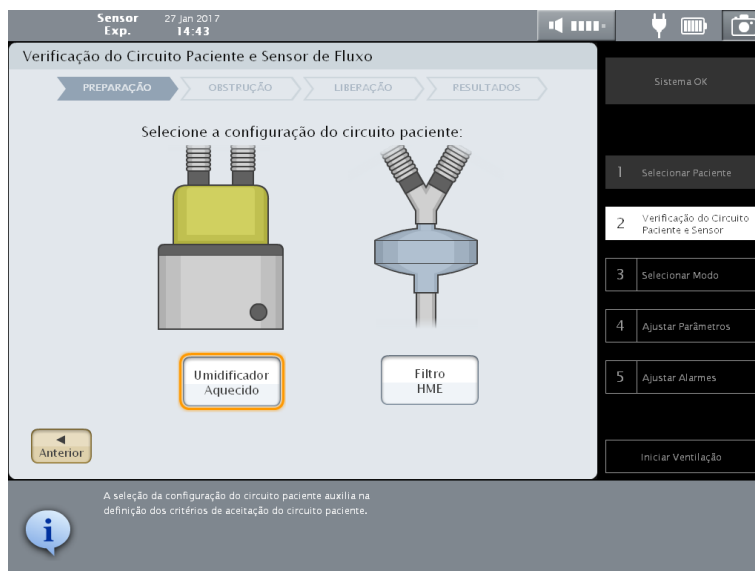 Sensor
Exp.
27 Jan 2017
14:43
Verificação do Circuito Paciente e Sensor de Fluxo
PREPARAÇÃO
OBSTRUÇÃO
LIBERAÇÃO
RESULTADOS
Selecione a configuração do circuito paciente:
Umidificador
Aquecido
Filtro
HME
Anterior
A seleção da configuração do circuito paciente auxilia na
definição dos critérios de aceitação do circuito paciente.
Sistema OK
1 Selecionar Paciente
2 Verificação do Circuito
Paciente e Sensor
3 Selecionar Modo
4 Ajustar Parâmetros
5 Ajustar Alarmes
Iniciar Ventilação